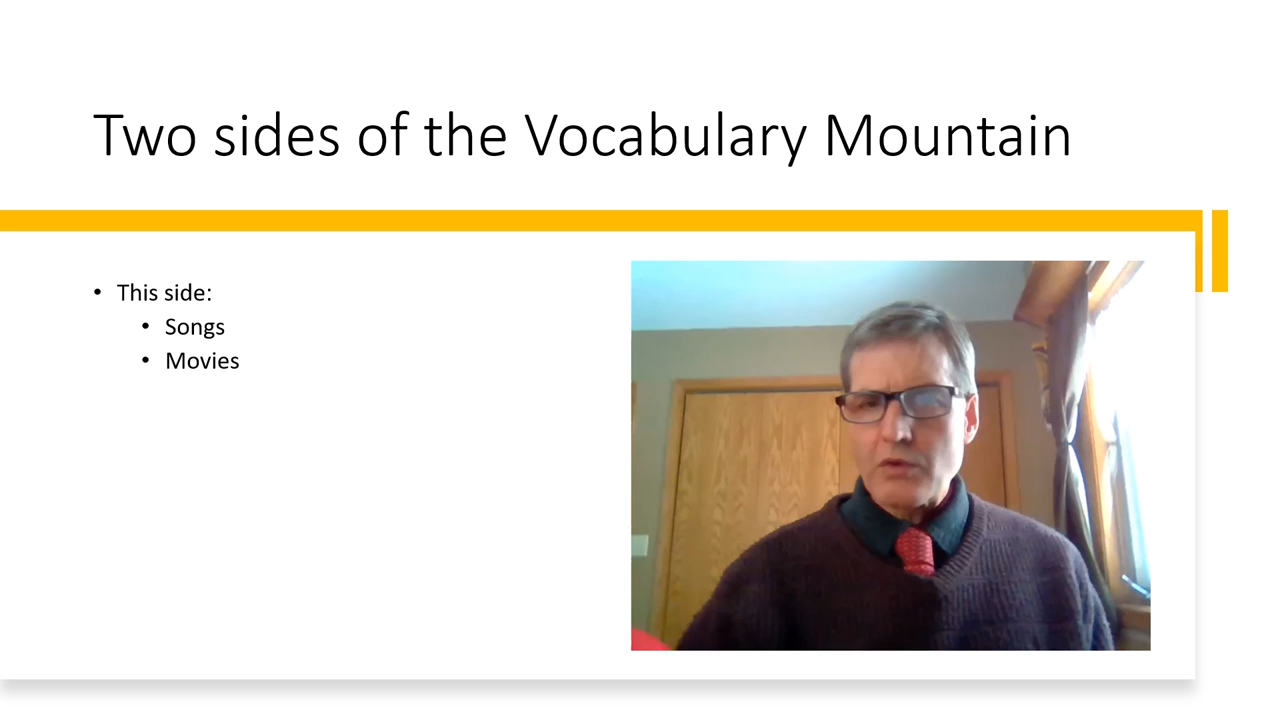 Two sides of the Vocabulary Mountain
• This side:
• Songs
• Movies